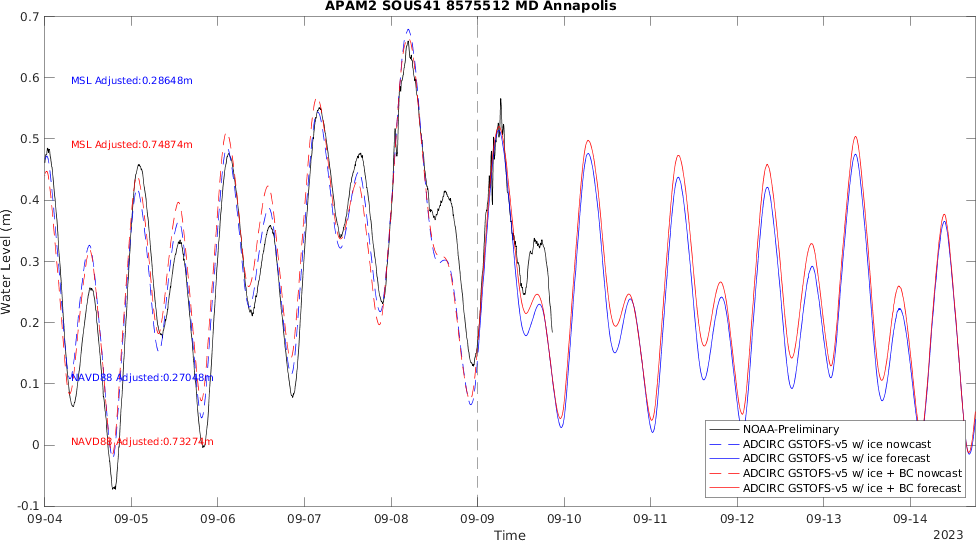 APAM2 SOUS41 8575512 MD Annapolis
0.7
0.6
0.5
0.4
0.3
0.2
0.1
0
-0.1
Water Level (m)
MSL Adjusted:0.28648m
MSL Adjusted:0.74874m
NAVD88 Adjusted:0.27048m
NAVD88 Adjusted:0.73274m
NOAA-Preliminary
ADCIRC GSTOFS-v5 w/ ice nowcast
ADCIRC GSTOFS-v5 w/ ice forecast
ADCIRC GSTOFS-v5 w/ ice + BC nowcast
ADCIRC GSTOFS-v5 w/ ice + BC forecast
09-04 09-05 09-06 09-07 09-08 09-09 09-10 09-11 09-12 09-13 09-14
Time
2023